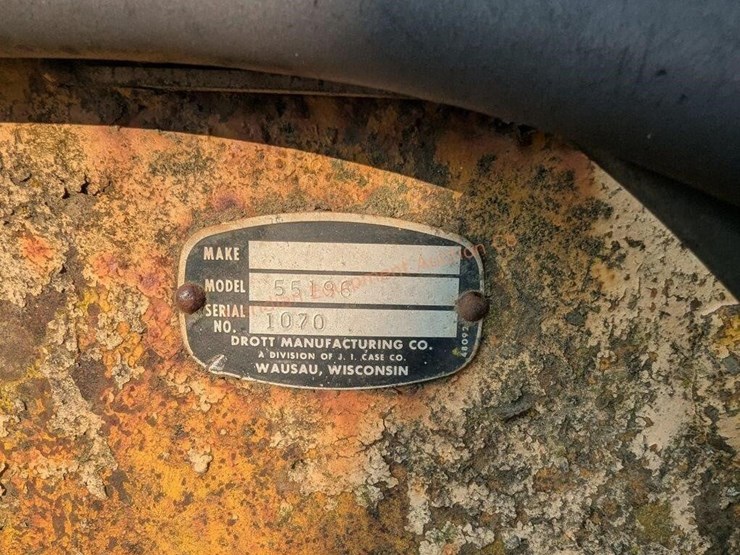 MAKE
MODEL 55196
SERIAL NO. 1070
DROTT MANUFACTURING CO.
A DIVISION OF J. I. CASE CO.
WAUSAU, WISCONSIN